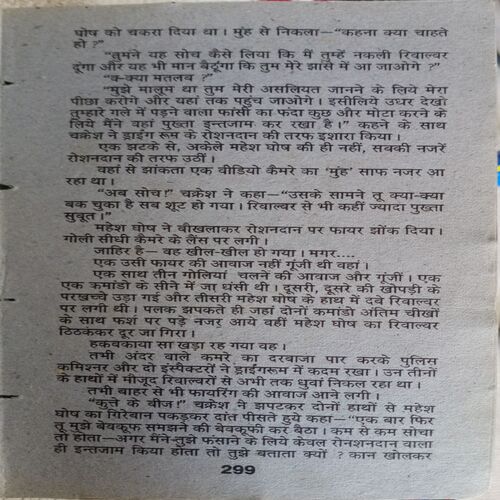 घोष को चकरा दिया था। मुंह से निकला—“कहना क्या चाहते
हो?”
“तुमने यह सोच कैसे लिया कि मैं तुम्हें नकली रिवाल्वर
दूंगा और यह भी मान बैठूंगा कि तुम मेरे झांसे में आ जाओगे ?”
“क-क्या मतलब ?”
“मुझे मालूम था तुम मेरी असलियत जानने के लिये मेरा
पीछा करोगे और यहां तक पहुंच जाओगे। इसीलिये उधर देखो
तुम्हारे गले में पड़ने वाला फांसी का फंदा कुछ और मोटा करने के
लिये मैंने वहां पुख्ता इन्तजाम कर रखा है।” कहने के साथ
चक्रेश ने ड्राईंग रूम के रोशनदान की तरफ इशारा किया।
एक झटके से, अकेले महेश घोष की ही नहीं, सबकी नजरें
रोशनदान की तरफ उठीं।
वहां से झांकता एक वीडियो कैमरे का ‘मुंह’ साफ नजर आ
रहा था।
“अब सोच!” चक्रेश ने कहा—“उसके सामने तू क्या-क्या
बक चुका है सब शूट हो गया। रिवाल्वर से भी कहीं ज्यादा पुख्ता
सुबूत।”
महेश घोष ने बौखलाकर रोशनदान पर फायर झोंक दिया।
गोली सीधी कैमरे के लैंस पर लगी।
जाहिर है— वह खील-खील हो गया। मगर....
एक उसी फायर की आवाज नहीं गूंजी थी वहां।
एक साथ तीन गोलियां चलने की आवाज और गूंजीं। एक
एक कमांडो के सीने में जा धंसी थी। दूसरी, दूसरे की खोपड़ी के
परखच्चे उड़ा गई और तीसरी महेश घोष के हाथ में दबे रिवाल्वर
पर लगी थी। पलक झपकते ही जहां दोनों कमांडो अंतिम चीखों
के साथ फर्श पर पड़े नजर आये वहीं महेश घोष का रिवाल्वर
छिठककर दूर जा गिरा।
हकबकाया सा खड़ा रह गया वह।
तभी अंदर वाले कमरे का दरबाजा पार करके पुलिस
कमिश्नर और दो इंस्पैक्टरों ने ड्राईंगरूम में कदम रखा। उन तीनों
के हाथों में मौजूद रिवाल्वरों से अभी तक धुवां निकल रहा था।
तभी बाहर से भी फायरिंग की आवाज आने लगी।
“कुत्ते के बीज!” चक्रेश ने झपटकर दोनों हाथों से महेश
घोष का गिरेबान पकड़कर दांत पीसते हुये कहा—“एक बार फिर
तू मुझे बेवकूफ समझने की बेवकूफी कर बैठा। कम से कम सोचा
तो होता—अगर मैंने-तुझे फंसाने के लिये केवल रोनशनदान वाला
ही इन्तजाम किया होता तो तुझे बताता क्यों ? कान खोलकर
299